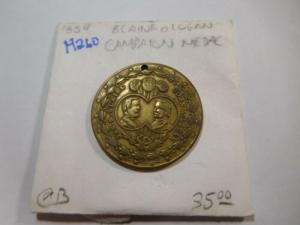 1884 BLAINE & LOGAN
M260 CAMPAIGN MEDAL
CB
35.00